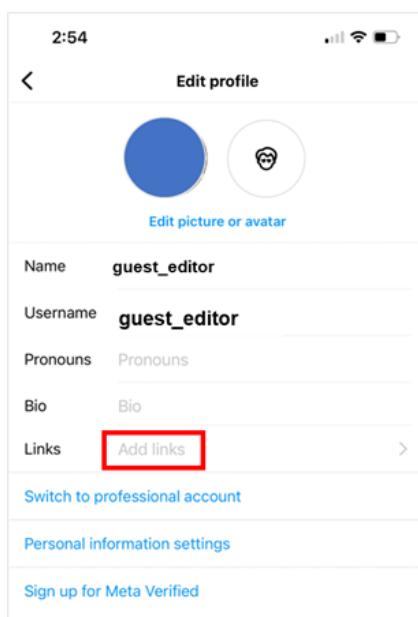 2:54
Edit profile
Edit picture or avatar
Name guest_editor
Username guest_editor
Pronouns Pronouns
Bio Bio
Links Add links
Switch to professional account
Personal information settings
Sign up for Meta Verified